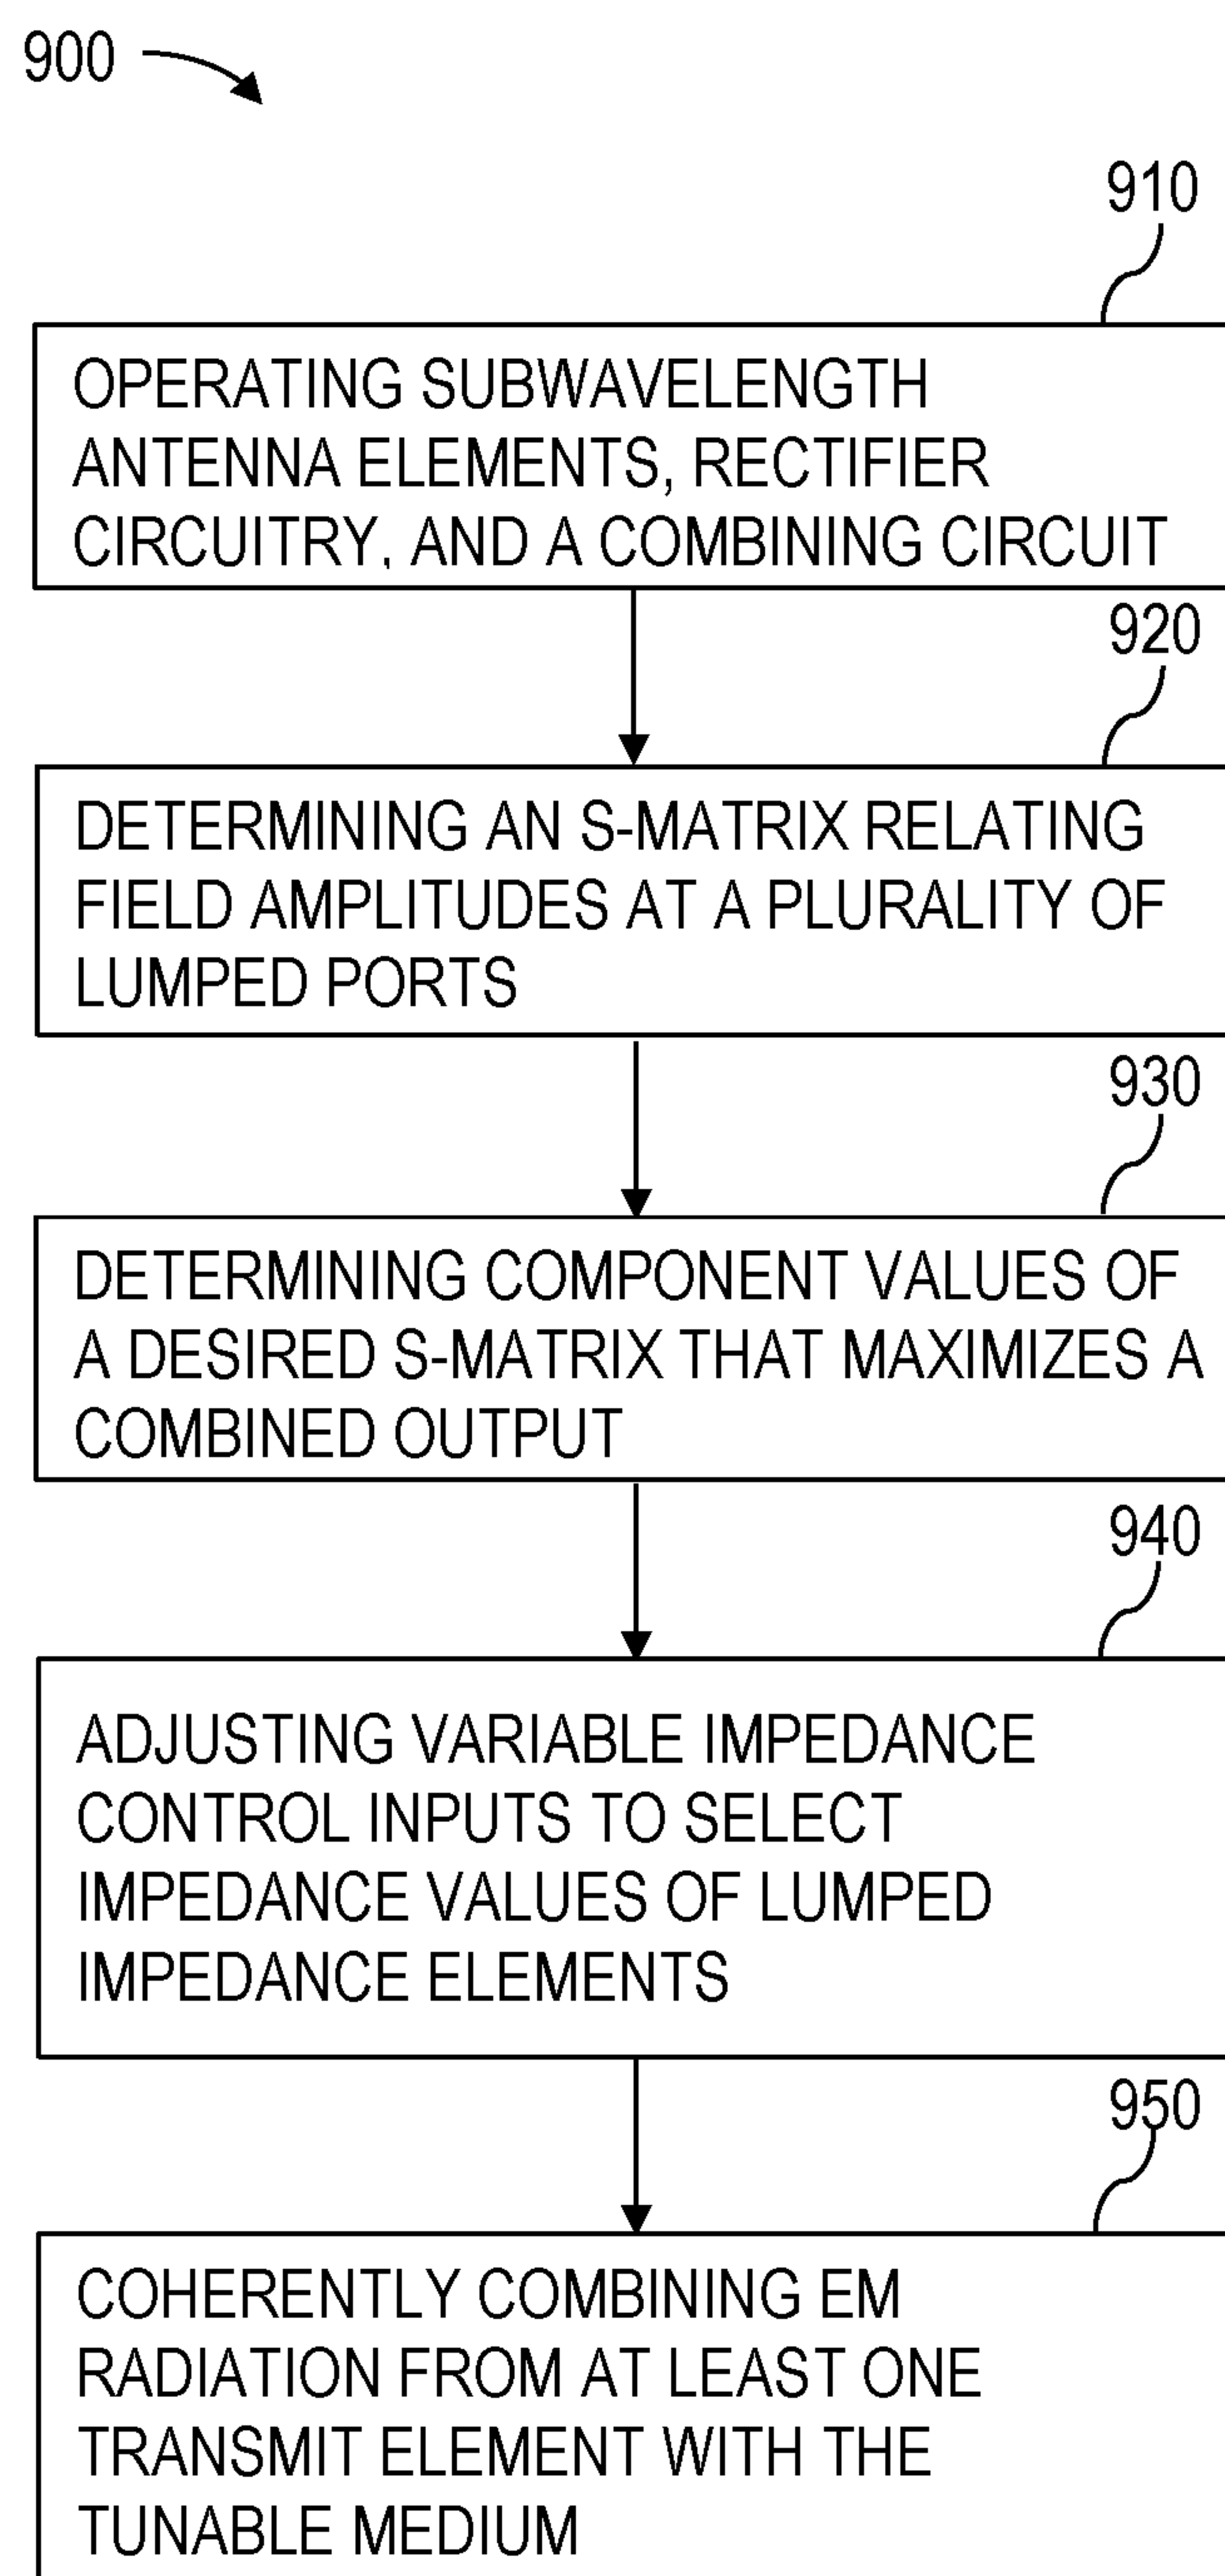 900
910
OPERATING SUBWAVELENGTH
ANTENNA ELEMENTS, RECTIFIER
CIRCUITRY, AND A COMBINING CIRCUIT
920
DETERMINING AN S-MATRIX RELATING
FIELD AMPLITUDES AT A PLURALITY OF
LUMPED PORTS
930
DETERMINING COMPONENT VALUES OF
A DESIRED S-MATRIX THAT MAXIMIZES A
COMBINED OUTPUT
940
ADJUSTING VARIABLE IMPEDANCE
CONTROL INPUTS TO SELECT
IMPEDANCE VALUES OF LUMPED
IMPEDANCE ELEMENTS
950
COHERENTLY COMBINING EM
RADIATION FROM AT LEAST ONE
TRANSMIT ELEMENT WITH THE
TUNABLE MEDIUM